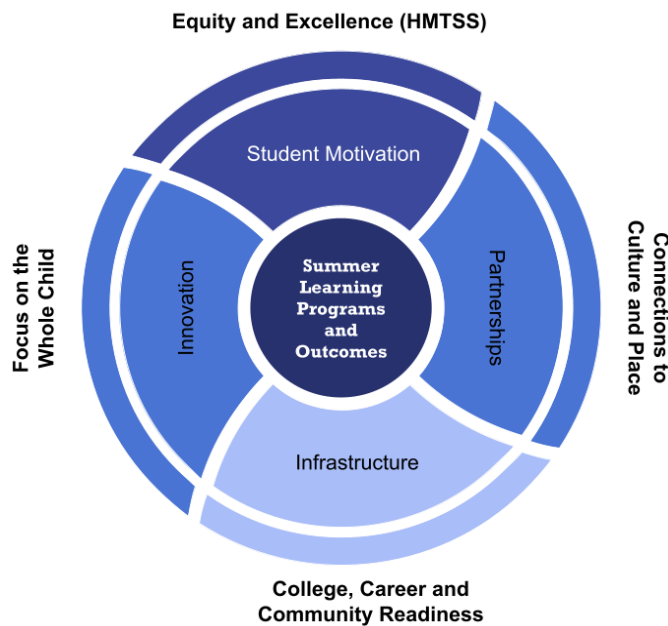 Equity and Excellence (HMTSS)
Student Motivation
Focus on the
Whole Child
Innovation
Summer
Learning
Programs
and
Outcomes
Partnerships
Connections to
Culture and Place
Infrastructure
College, Career and
Community Readiness